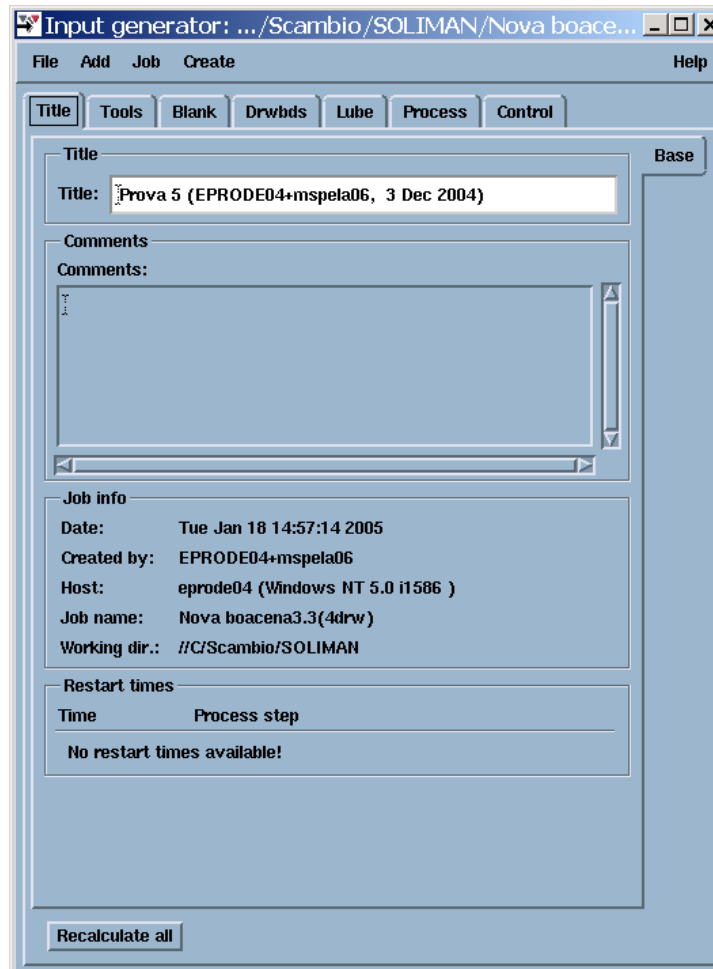 Input generator: .../Scambio/SOLIMAN/Nova boace...
File Add Job Create Help
Title Tools Blank Drwbds Lube Process Control
Base
Title
Title: Prova 5 (EPRODE04+mspela06, 3 Dec 2004)
Comments
Comments:
Job info
Date: Tue Jan 18 14:57:14 2005
Created by: EPRODE04+mspela06
Host: eprode04 (Windows NT 5.0 i1586 )
Job name: Nova boacena3.3(4drw)
Working dir.: //C/Scambio/SOLIMAN
Restart times
Time Process step
No restart times available!
Recalculate all